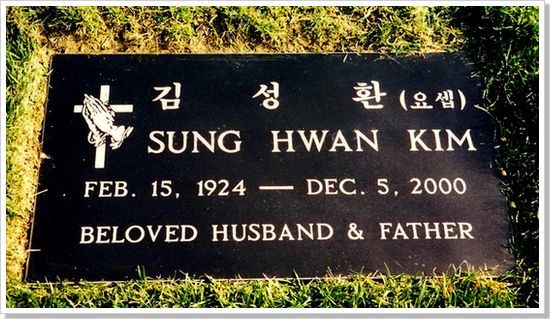 김 성 환 (요셉)
SUNG HWAN KIM
FEB. 15, 1924 — DEC. 5, 2000
BELOVED HUSBAND & FATHER